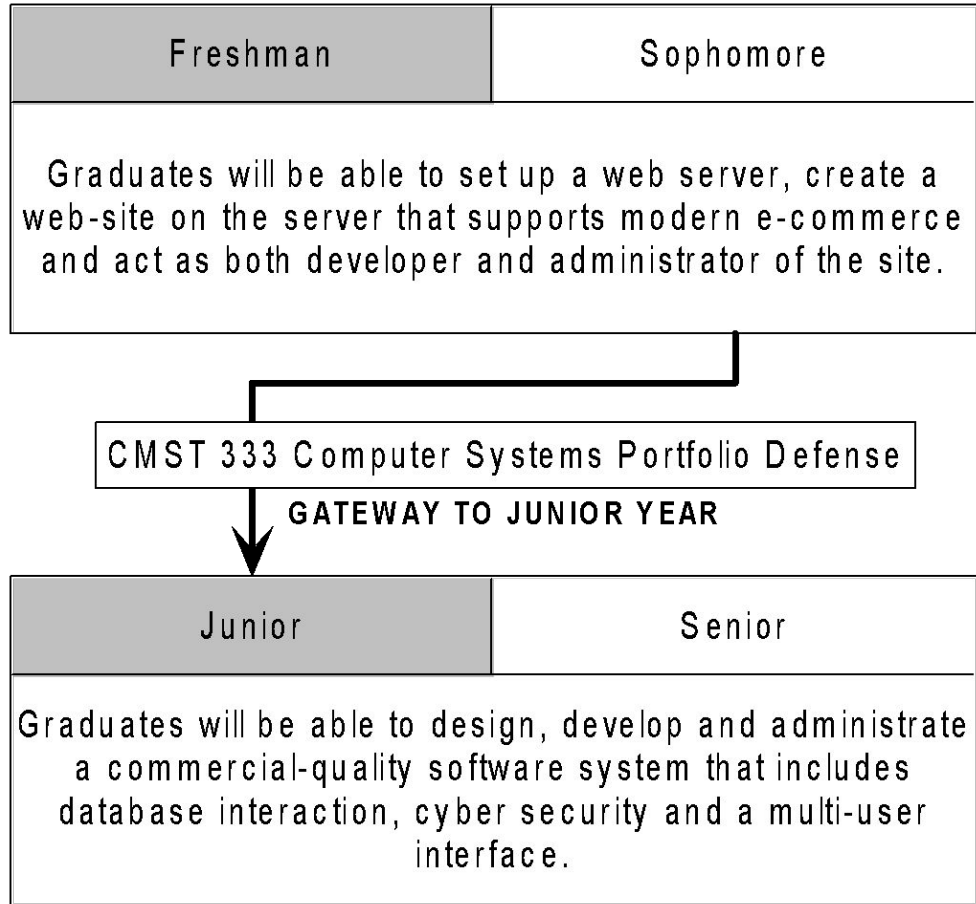 Freshman
Sophomore
Graduates will be able to set up a web server, create a
web-site on the server that supports modern e-commerce
and act as both developer and administrator of the site.
CMST 333 Computer Systems Portfolio Defense
GATEWAY TO JUNIOR YEAR
Junior
Senior
Graduates will be able to design, develop and administrate
a commercial-quality software system that includes
database interaction, cyber security and a multi-user
interface.